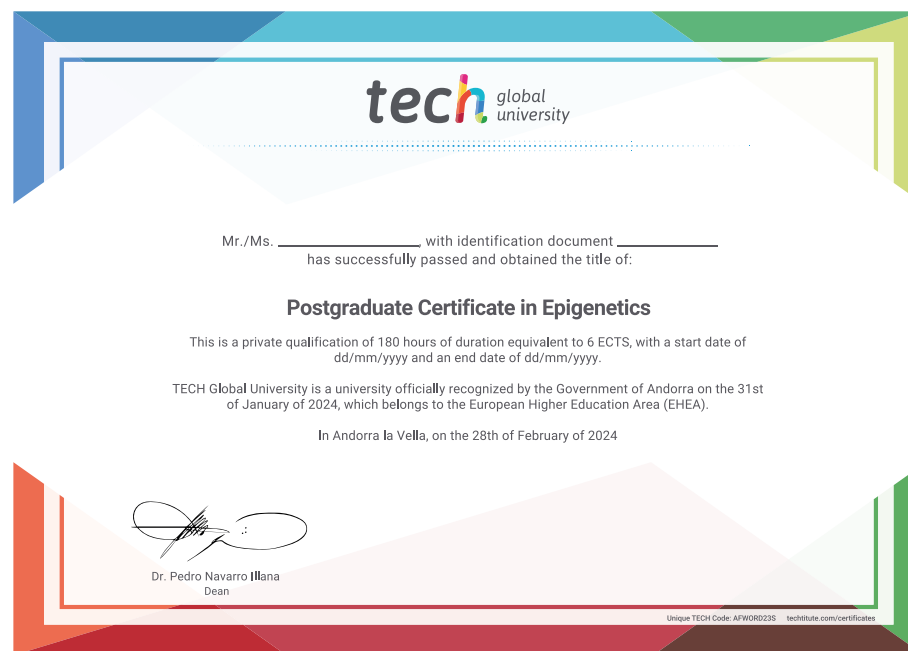 tech global
university
Mr./Ms. ____________, with identification document ____________
has successfully passed and obtained the title of:
Postgraduate Certificate in Epigenetics
This is a private qualification of 180 hours of duration equivalent to 6 ECTS, with a start date of
dd/mm/yyyy and an end date of dd/mm/yyyy.
TECH Global University is a university officially recognized by the Government of Andorra on the 31st
of January of 2024, which belongs to the European Higher Education Area (EHEA).
In Andorra la Vella, on the 28th of February of 2024
Dr. Pedro Navarro Illana
Dean
Unique TECH Code: AFWORD23S techtitute.com/certificates